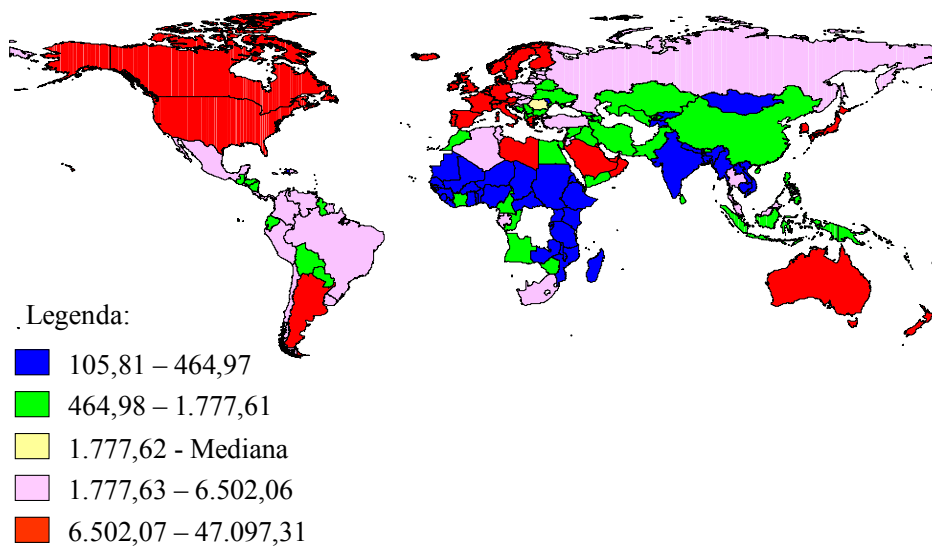 Legenda:
105,81 – 464,97
464,98 – 1.777,61
1.777,62 - Mediana
1.777,63 – 6.502,06
6.502,07 – 47.097,31